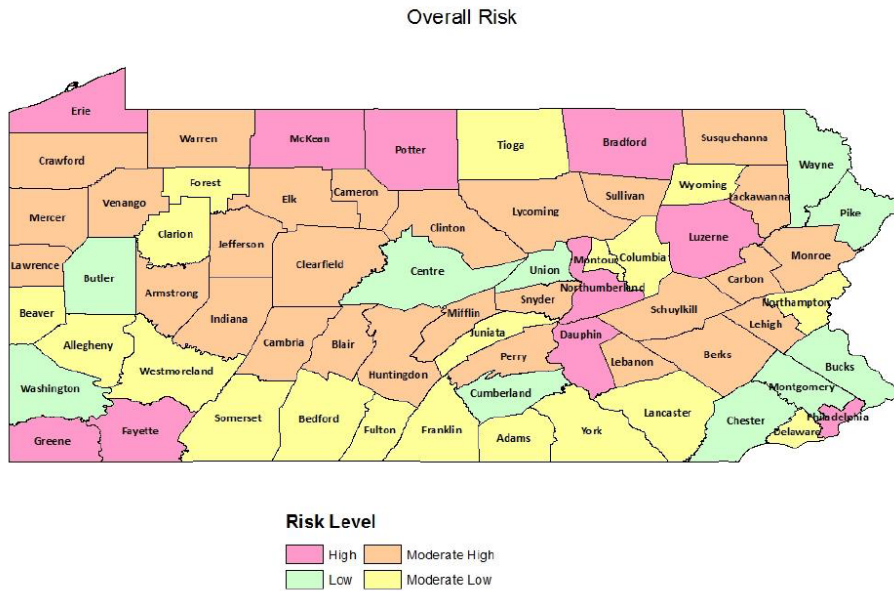 Overall Risk
Erie
Warren
McKean
Potter
Tioga
Bradford
Susquehanna
Wayne
Crawford
Forest
Elk
Cameron
Sullivan
Wyoming
Lackawanna
Venango
Mercer
Clarion
Jefferson
Clinton
Lycoming
Pike
Luzerne
Columbia
Montour
Monroe
Lawrence
Butler
Clearfield
Centre
Union
Northumberland
Carbon
Armstrong
Snyder
Beaver
Indiana
Mifflin
Schuylkill
Northampton
Allegheny
Cambria
Blair
Juniata
Dauphin
Lehigh
Westmoreland
Huntingdon
Perry
Lebanon
Berks
Bucks
Washington
Cumberland
Montgomery
Somerset
Bedford
Fulton
Franklin
Adams
York
Lancaster
Chester
Philadelphia
Delaware
Greene
Fayette
Risk Level
High
Moderate High
Low
Moderate Low